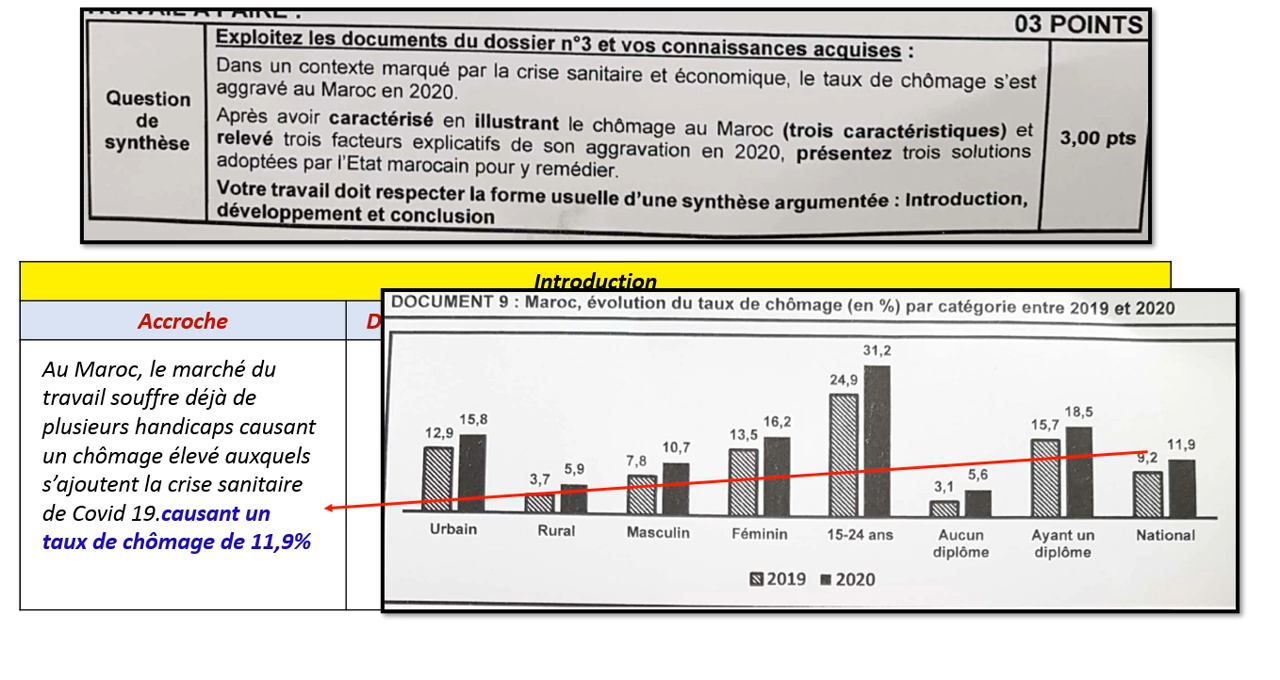 TRAVAIL A FAIRE :
03 POINTS
Question
de
synthèse
Exploitez les documents du dossier n°3 et vos connaissances acquises :
Dans un contexte marqué par la crise sanitaire et économique, le taux de chômage s'est
aggravé au Maroc en 2020.
Après avoir caractérisé en illustrant le chômage au Maroc (trois caractéristiques) et
relevé trois facteurs explicatifs de son aggravation en 2020, présentez trois solutions
adoptées par l'Etat marocain pour y remédier.
Votre travail doit respecter la forme usuelle d'une synthèse argumentée : Introduction,
développement et conclusion
3,00 pts
Introduction
Accroche
D
Au Maroc, le marché du
travail souffre déjà de
plusieurs handicaps causant
un chômage élevé auxquels
s'ajoutent la crise sanitaire
de Covid 19.causant un
taux de chômage de 11,9%
DOCUMENT 9 : Maroc, évolution du taux de chômage (en %) par catégorie entre 2019 et 2020
12,9 15,8
3,7 5,9
7,8 10,7
13,5 16,2
24,9 31,2
3,1 5,6
15,7 18,5
9,2 11,9
Urbain
Rural
Masculin
Féminin
15-24 ans
Aucun
diplôme
Ayant un
diplôme
National
2019 2020